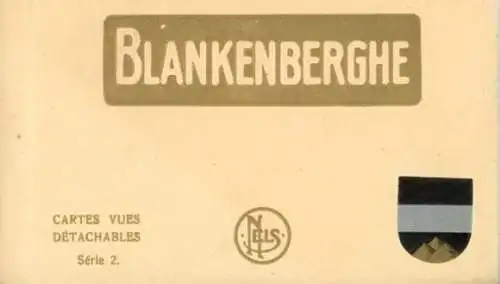 BLANKENBERGHE
CARTES VUES
DÉTACHABLES
Série 2.
NELS